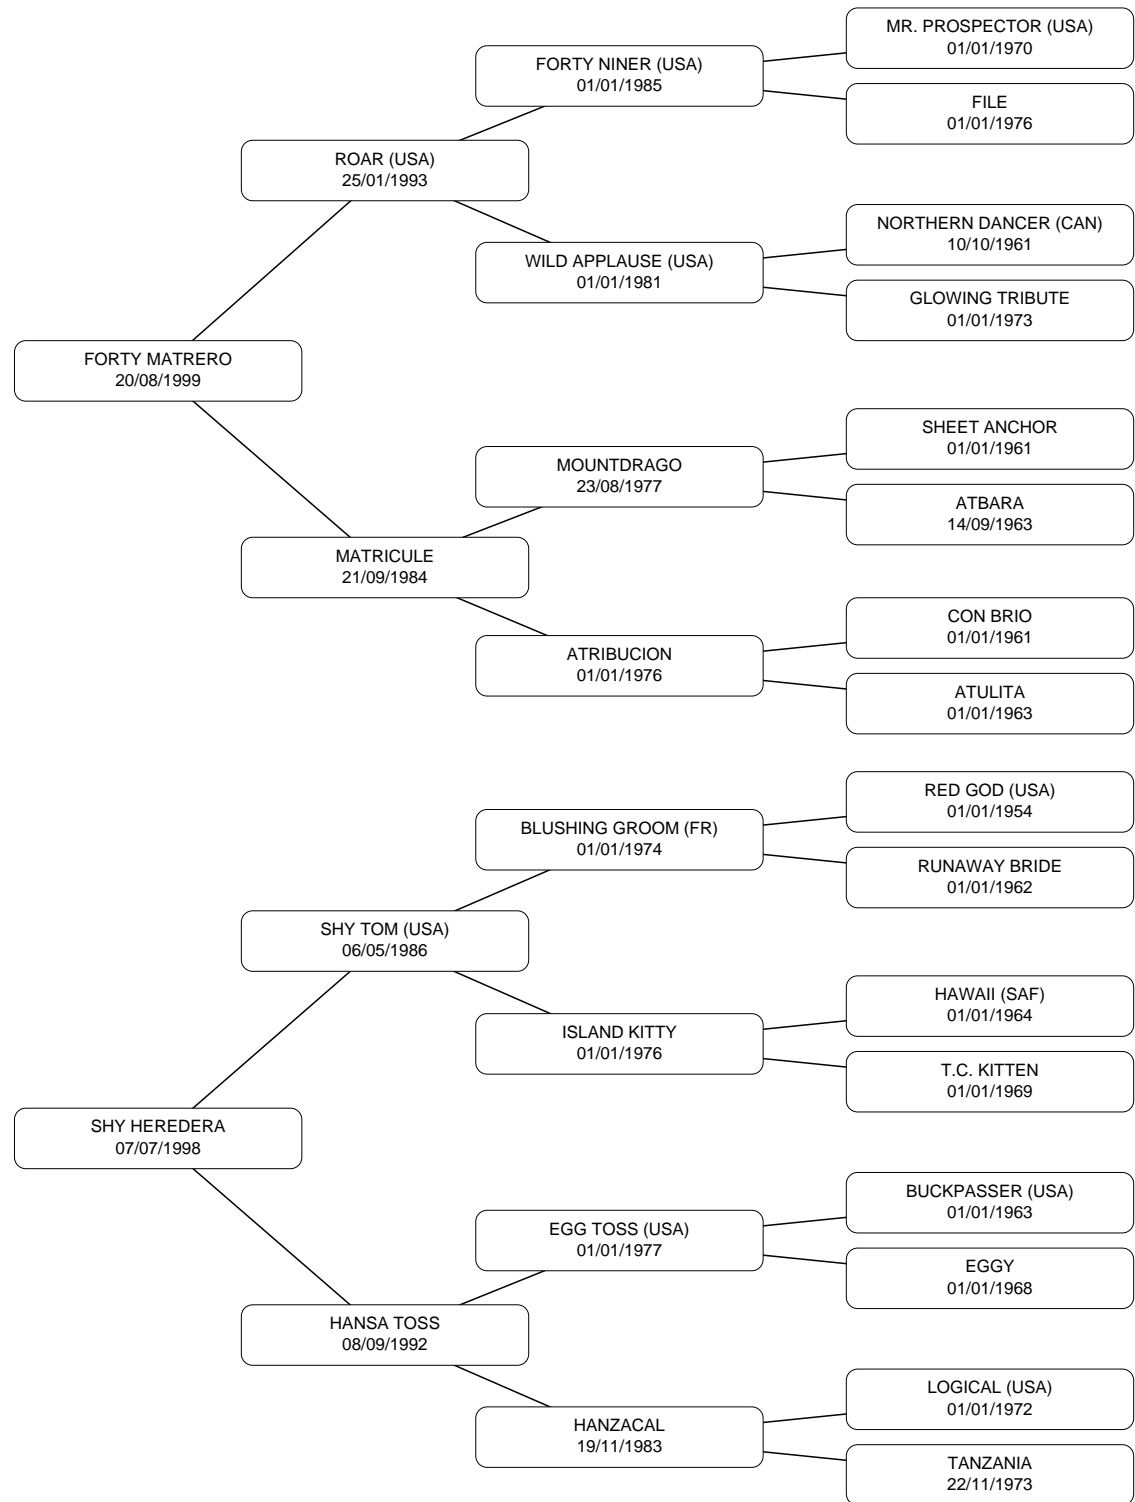 MR. PROSPECTOR (USA)
01/01/1970
FORTY NINER (USA)
01/01/1985
FILE
01/01/1976
ROAR (USA)
25/01/1993
NORTHERN DANCER (CAN)
10/10/1961
WILD APPLAUSE (USA)
01/01/1981
GLOWING TRIBUTE
01/01/1973
FORTY MATRERO
20/08/1999
SHEET ANCHOR
01/01/1961
MOUNTDRAGO
23/08/1977
ATBARA
14/09/1963
MATRICULE
21/09/1984
CON BRIO
01/01/1961
ATRIBUCION
01/01/1976
ATULITA
01/01/1963
RED GOD (USA)
01/01/1954
BLUSHING GROOM (FR)
01/01/1974
RUNAWAY BRIDE
01/01/1962
SHY TOM (USA)
06/05/1986
HAWAII (SAF)
01/01/1964
ISLAND KITTY
01/01/1976
T.C. KITTEN
01/01/1969
SHY HEREDERA
07/07/1998
BUCKPASSER (USA)
01/01/1963
EGG TOSS (USA)
01/01/1977
EGGY
01/01/1968
HANSA TOSS
08/09/1992
LOGICAL (USA)
01/01/1972
HANZACAL
19/11/1983
TANZANIA
22/11/1973